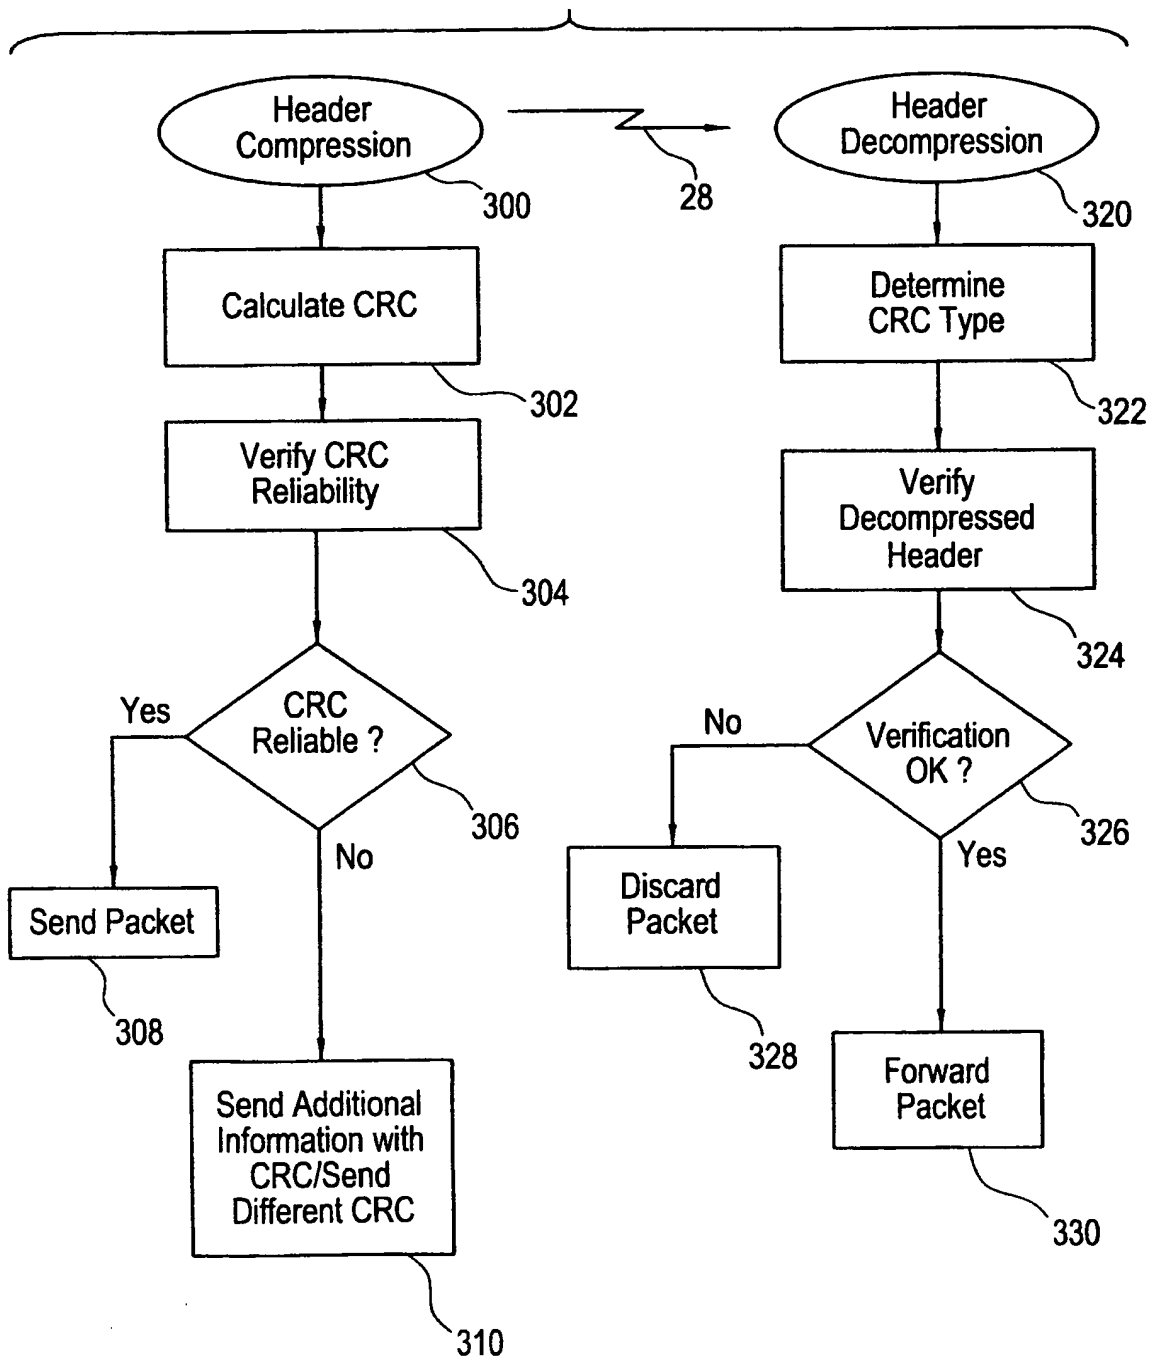 Header
Compression
300
28
Header
Decompression
320
Calculate CRC
302
Determine
CRC Type
322
Verify CRC
Reliability
304
Verify
Decompressed
Header
324
CRC
Reliable ?
306
Yes
No
Verification
OK ?
326
No
Yes
Send Packet
308
Discard
Packet
328
Send Additional
Information with
CRC/Send
Different CRC
310
Forward
Packet
330